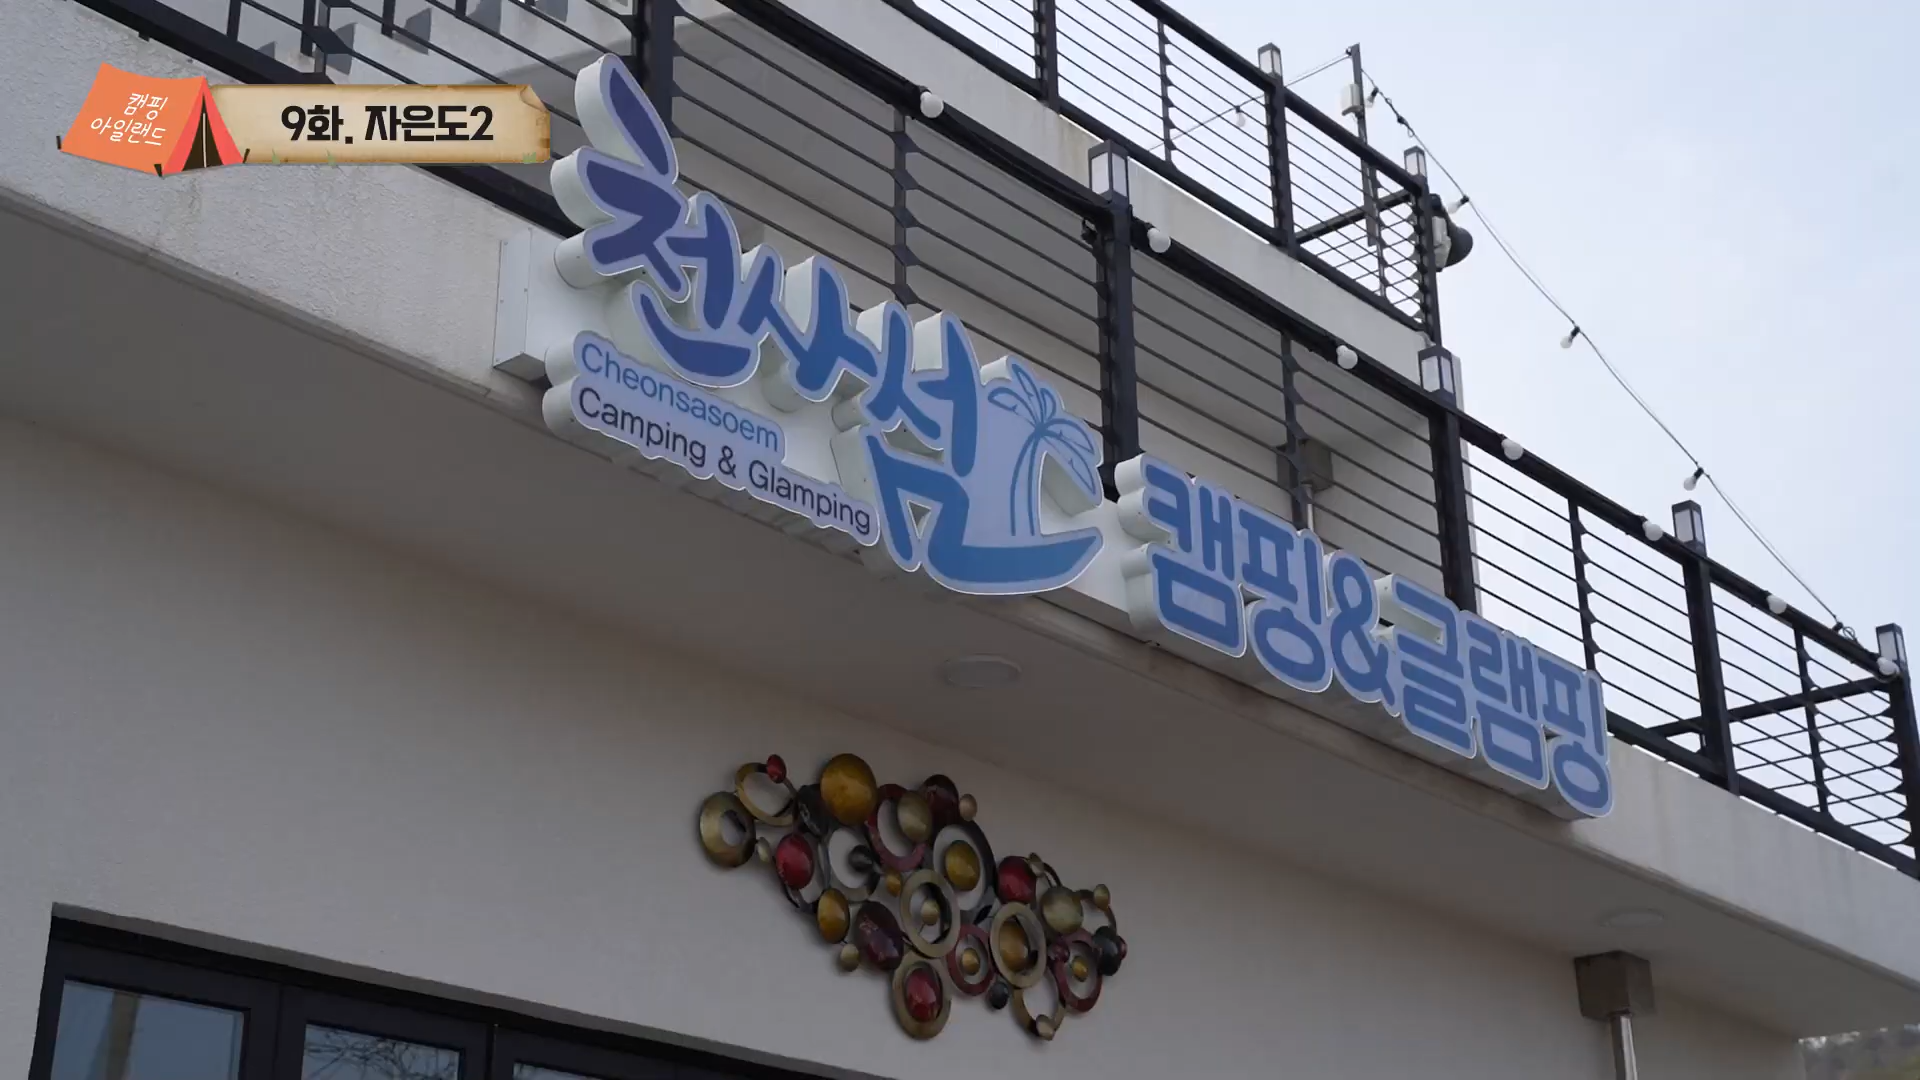 캠핑
아일랜드
9화. 자은도2
천사섬
Cheonsasoem
Camping & Glamping
캠핑&글램핑